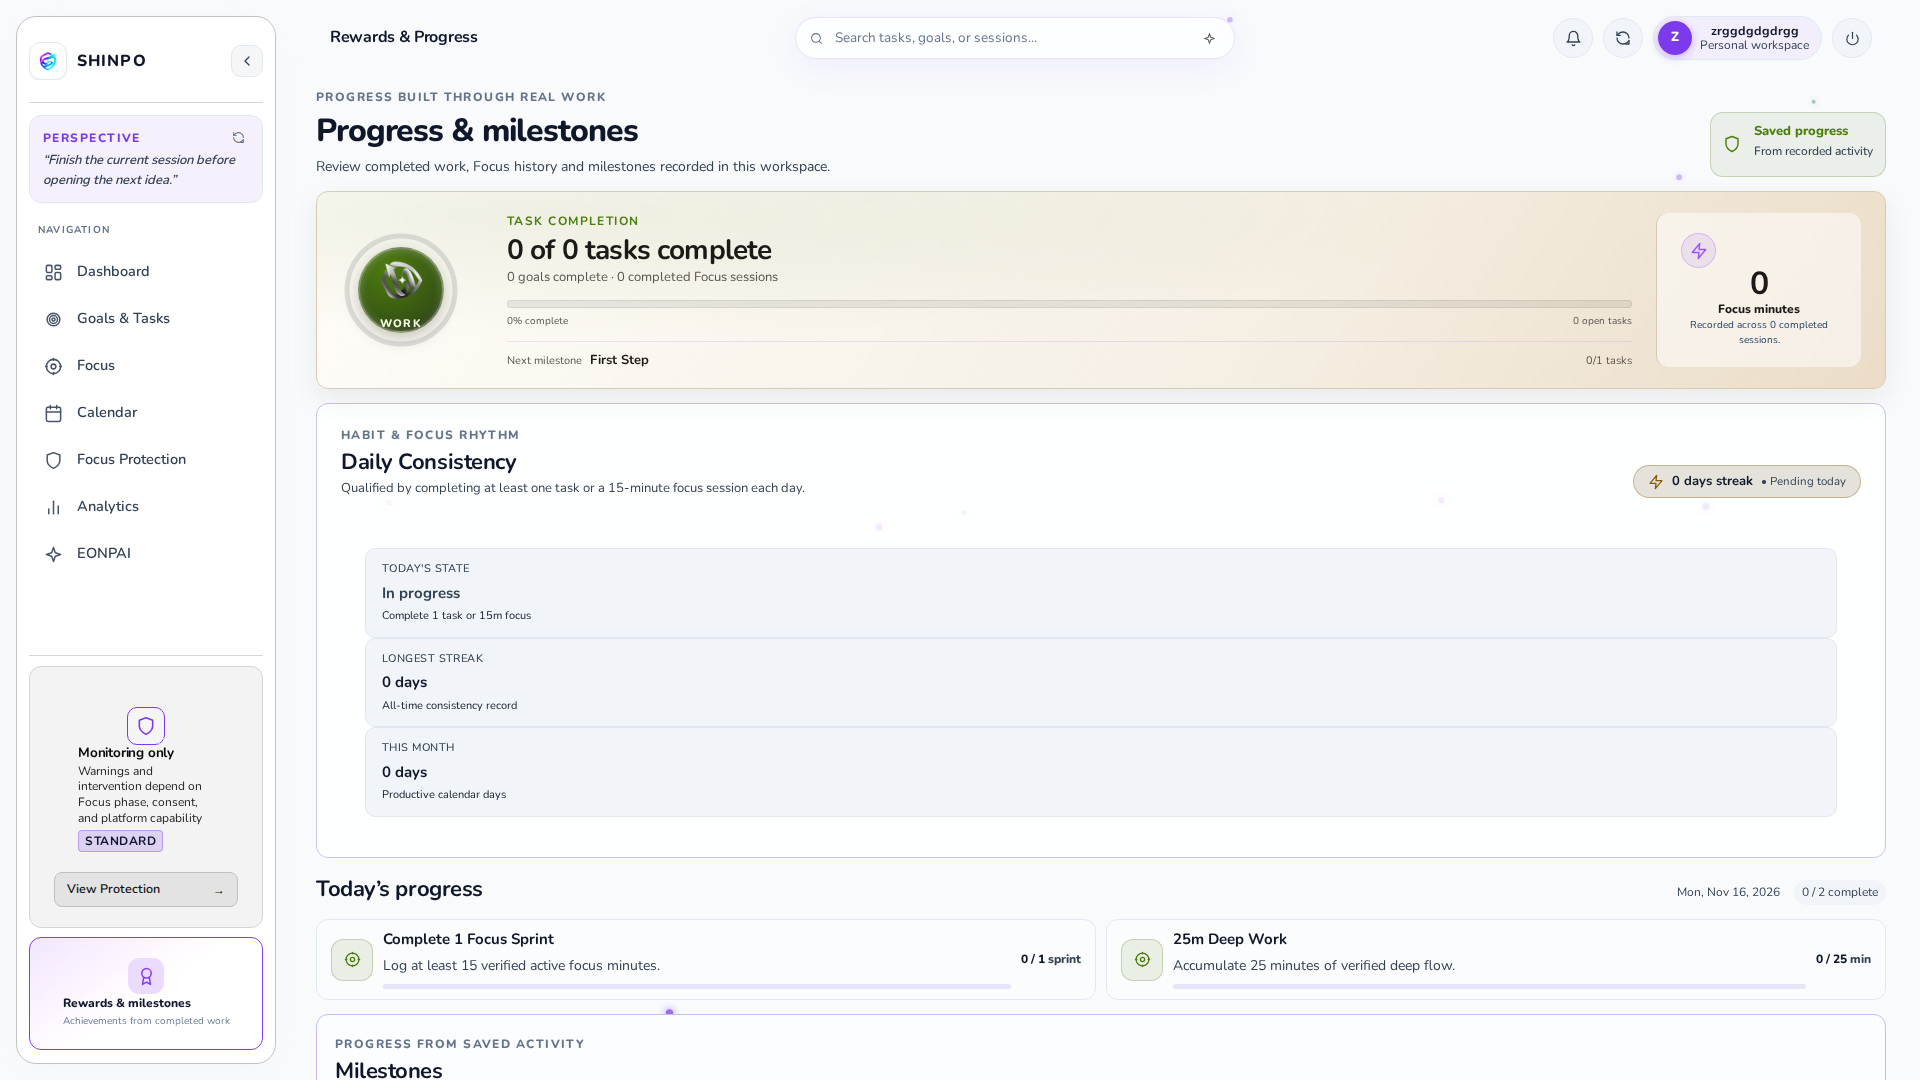 SHINPO
PERSPECTIVE
“Finish the current session before
opening the next idea.”
NAVIGATION
Dashboard
Goals & Tasks
Focus
Calendar
Focus Protection
Analytics
EONPAI
Monitoring only
Warnings and
intervention depend on
Focus phase, consent,
and platform capability
STANDARD
View Protection →
Rewards & milestones
Achievements from completed work
Rewards & Progress
Search tasks, goals, or sessions...
Z
zrggdgdgdrgg
Personal workspace
PROGRESS BUILT THROUGH REAL WORK
Progress & milestones
Review completed work, Focus history and milestones recorded in this workspace.
Saved progress
From recorded activity
WORK
TASK COMPLETION
0 of 0 tasks complete
0 goals complete · 0 completed Focus sessions
0% complete
0 open tasks
Next milestone First Step
0/1 tasks
0
Focus minutes
Recorded across 0 completed
sessions.
HABIT & FOCUS RHYTHM
Daily Consistency
Qualified by completing at least one task or a 15-minute focus session each day.
0 days streak • Pending today
TODAY'S STATE
In progress
Complete 1 task or 15m focus
LONGEST STREAK
0 days
All-time consistency record
THIS MONTH
0 days
Productive calendar days
Today’s progress
Mon, Nov 16, 2026
0 / 2 complete
Complete 1 Focus Sprint
Log at least 15 verified active focus minutes.
0 / 1 sprint
25m Deep Work
Accumulate 25 minutes of verified deep flow.
0 / 25 min
PROGRESS FROM SAVED ACTIVITY
Milestones